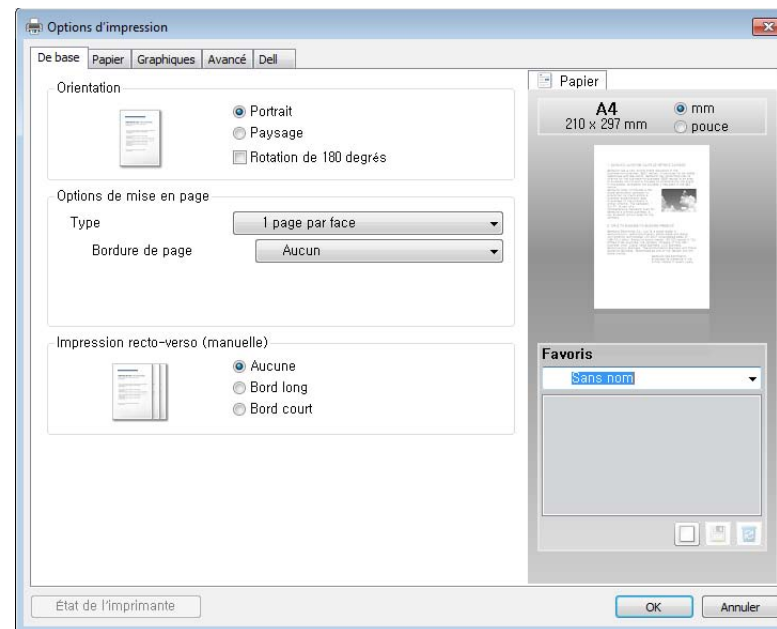 Options d'impression
De base Papier Graphiques Avancé Dell
Orientation
Portrait
Paysage
Rotation de 180 degrés
Options de mise en page
Type 1 page par face
Bordure de page Aucun
Impression recto-verso (manuelle)
Aucune
Bord long
Bord court
Papier
A4
210 x 297 mm
mm
pouce
Favoris
Sans nom
État de l'imprimante
OK Annuler